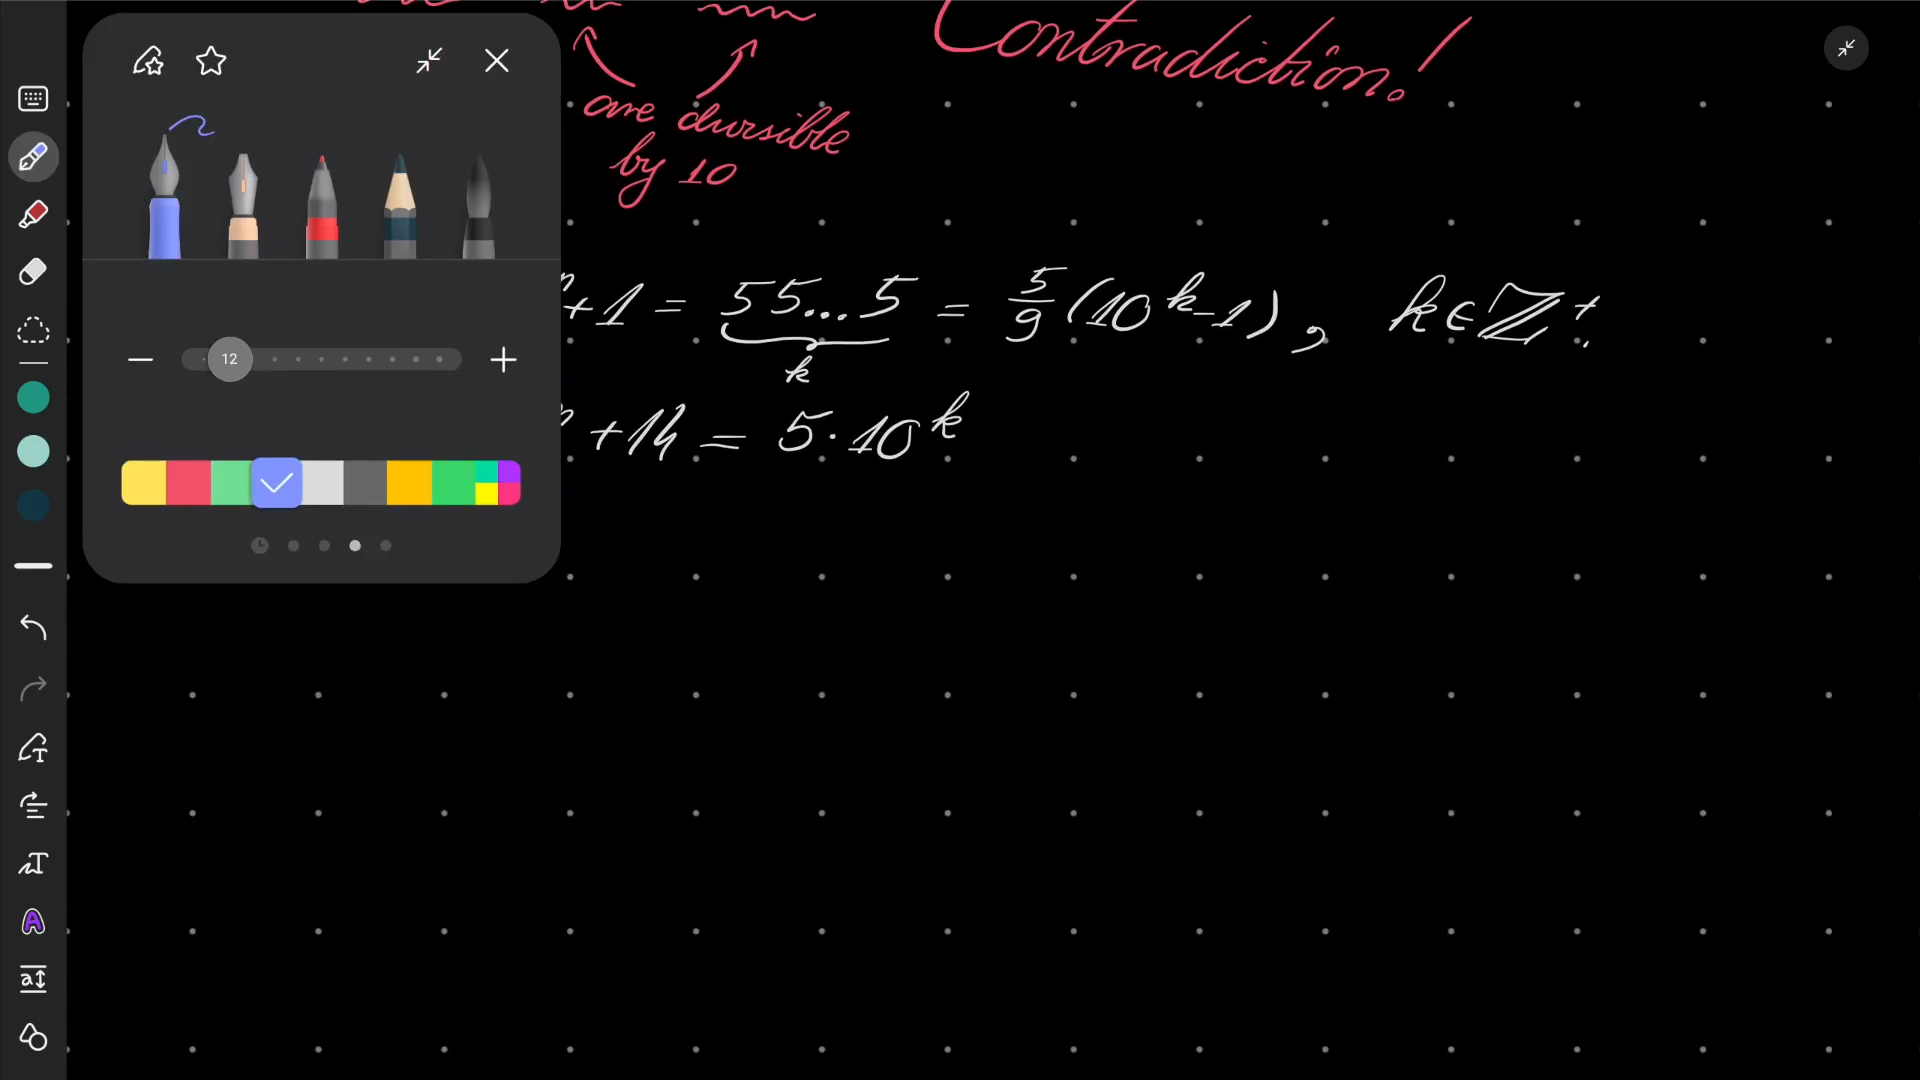 Contradiction!
are divisible
by 10
n+1 = 55...5 = 5/9 (10^k-1), k∈ℤ+.
k
n +14 = 5·10^k
12